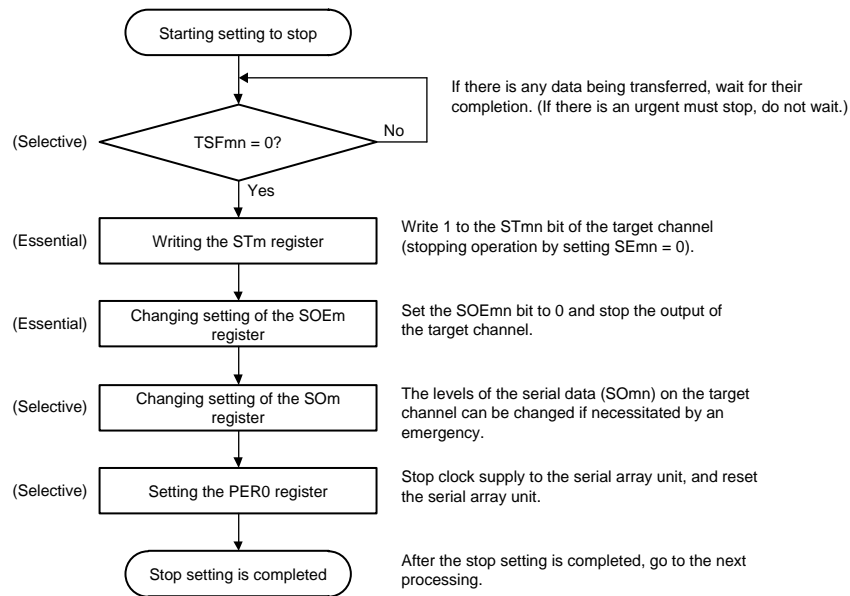 Starting setting to stop
If there is any data being transferred, wait for their
completion. (If there is an urgent must stop, do not wait.)
(Selective)
TSFmn = 0?
No
Yes
(Essential)
Writing the STm register
Write 1 to the STmn bit of the target channel
(stopping operation by setting SEmn = 0).
(Essential)
Changing setting of the SOEm
register
Set the SOEmn bit to 0 and stop the output of
the target channel.
(Selective)
Changing setting of the SOm
register
The levels of the serial data (SOmn) on the target
channel can be changed if necessitated by an
emergency.
(Selective)
Setting the PER0 register
Stop clock supply to the serial array unit, and reset
the serial array unit.
Stop setting is completed
After the stop setting is completed, go to the next
processing.